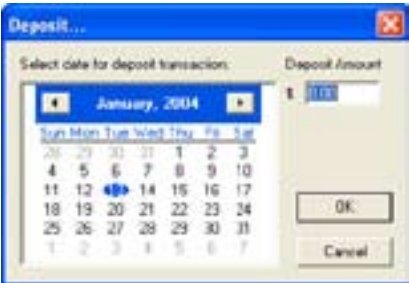 Deposit...
Select date for deposit transaction:
Deposit Amount
$ 0.00
January, 2004
Sun Mon Tue Wed Thu Fri Sat
28 29 30 31 1 2 3
4 5 6 7 8 9 10
11 12 13 14 15 16 17
18 19 20 21 22 23 24
25 26 27 28 29 30 31
1 2 3 4 5 6 7
OK
Cancel